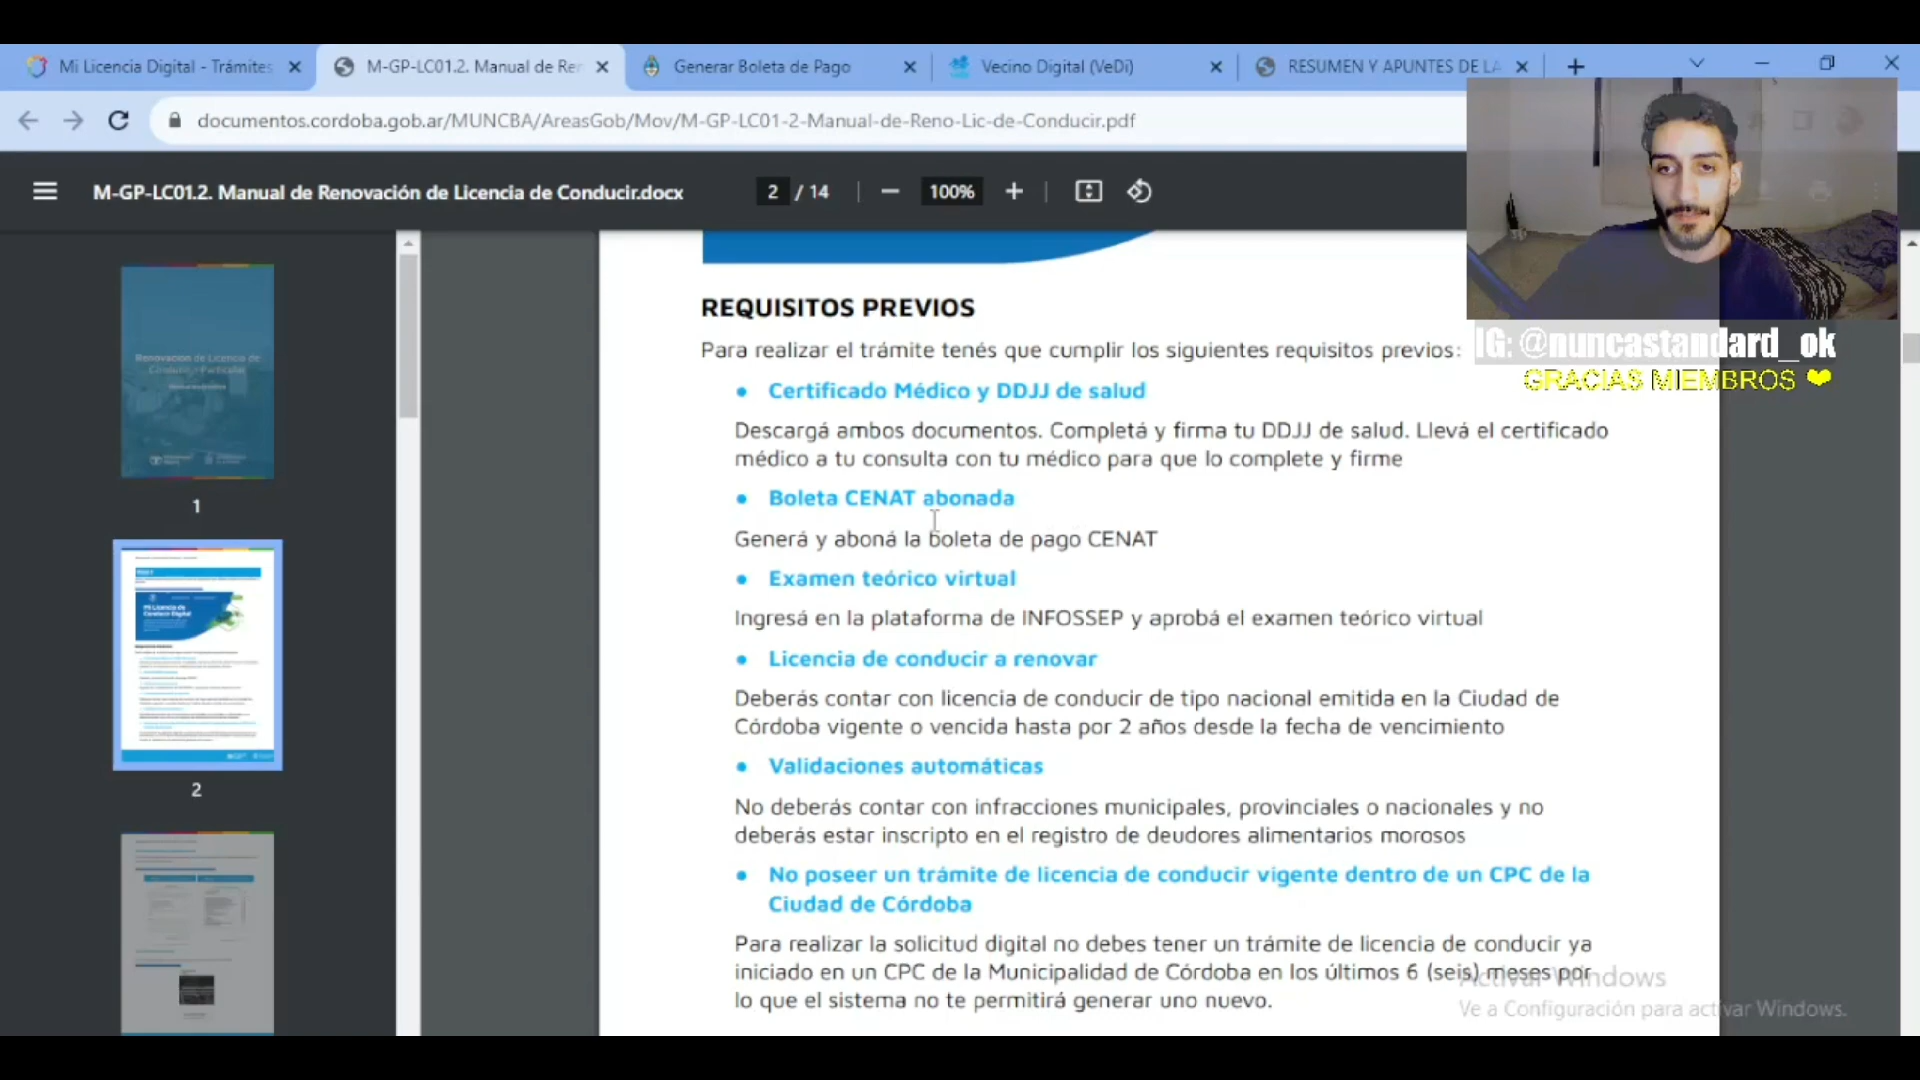 Mi Licencia Digital - Trámites
M-GP-LC01.2. Manual de Ren
Generar Boleta de Pago
Vecino Digital (VeDi)
RESUMEN Y APUNTES DE LA
documentos.cordoba.gob.ar/MUNCBA/AreasGob/Mov/M-GP-LC01-2-Manual-de-Reno-Lic-de-Conducir.pdf
M-GP-LC01.2. Manual de Renovación de Licencia de Conducir.docx
2 / 14
100%
Renovación de Licencia de
Conducir - Particular
1
2
REQUISITOS PREVIOS
Para realizar el trámite tenés que cumplir los siguientes requisitos previos:
IG: @nuncastandard_ok
GRACIAS MIEMBROS
• Certificado Médico y DDJJ de salud
Descargá ambos documentos. Completá y firma tu DDJJ de salud. Llevá el certificado
médico a tu consulta con tu médico para que lo complete y firme
• Boleta CENAT abonada
Generá y aboná la boleta de pago CENAT
• Examen teórico virtual
Ingresá en la plataforma de INFOSSEP y aprobá el examen teórico virtual
• Licencia de conducir a renovar
Deberás contar con licencia de conducir de tipo nacional emitida en la Ciudad de
Córdoba vigente o vencida hasta por 2 años desde la fecha de vencimiento
• Validaciones automáticas
No deberás contar con infracciones municipales, provinciales o nacionales y no
deberás estar inscripto en el registro de deudores alimentarios morosos
• No poseer un trámite de licencia de conducir vigente dentro de un CPC de la
Ciudad de Córdoba
Para realizar la solicitud digital no debes tener un trámite de licencia de conducir ya
iniciado en un CPC de la Municipalidad de Córdoba en los últimos 6 (seis) meses por
lo que el sistema no te permitirá generar uno nuevo.
Activar Windows
Ve a Configuración para activar Windows.